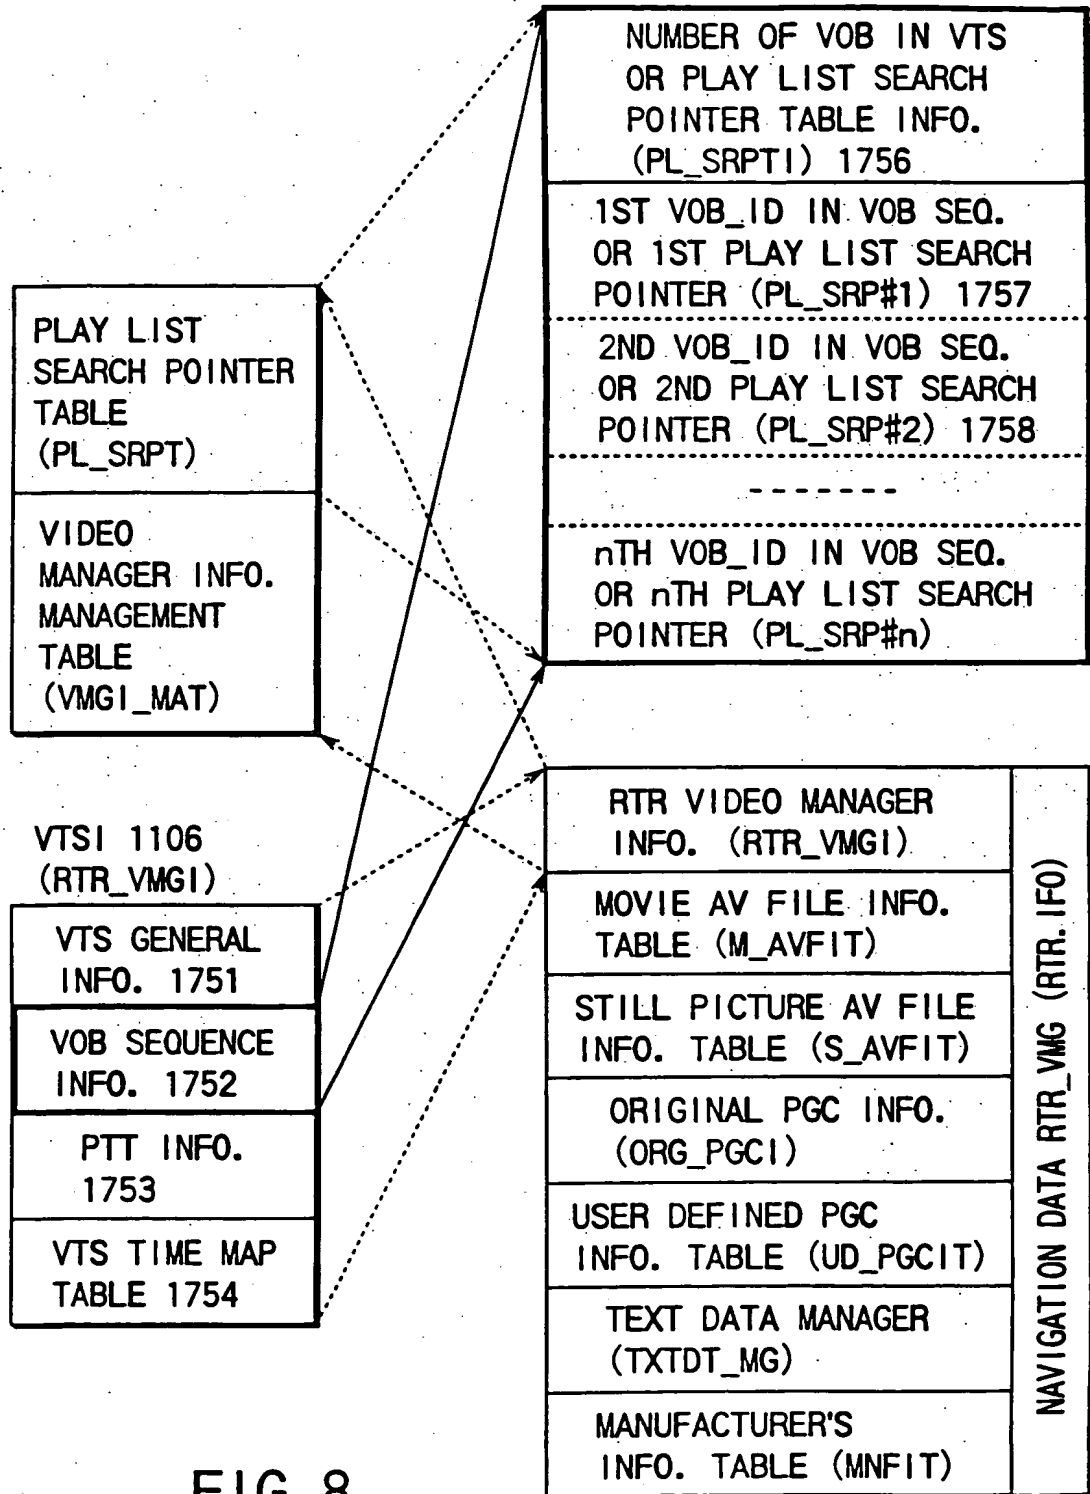 NUMBER OF VOB IN VTS
OR PLAY LIST SEARCH
POINTER TABLE INFO.
(PL_SRPTI) 1756
1ST VOB_ID IN VOB SEQ.
OR 1ST PLAY LIST SEARCH
POINTER (PL_SRP#1) 1757
2ND VOB_ID IN VOB SEQ.
OR 2ND PLAY LIST SEARCH
POINTER (PL_SRP#2) 1758
-------
nTH VOB_ID IN VOB SEQ.
OR nTH PLAY LIST SEARCH
POINTER (PL_SRP#n)
PLAY LIST
SEARCH POINTER
TABLE
(PL_SRPT)
VIDEO
MANAGER INFO.
MANAGEMENT
TABLE
(VMGI_MAT)
VTSI 1106
(RTR_VMGI)
VTS GENERAL
INFO. 1751
VOB SEQUENCE
INFO. 1752
PTT INFO.
1753
VTS TIME MAP
TABLE 1754
RTR VIDEO MANAGER
INFO. (RTR_VMGI)
MOVIE AV FILE INFO.
TABLE (M_AVFIT)
STILL PICTURE AV FILE
INFO. TABLE (S_AVFIT)
ORIGINAL PGC INFO.
(ORG_PGCI)
USER DEFINED PGC
INFO. TABLE (UD_PGCIT)
TEXT DATA MANAGER
(TXTDT_MG)
MANUFACTURER'S
INFO. TABLE (MNFIT)
NAVIGATION DATA RTR_VMG (RTR.IFO)
FIG. 8